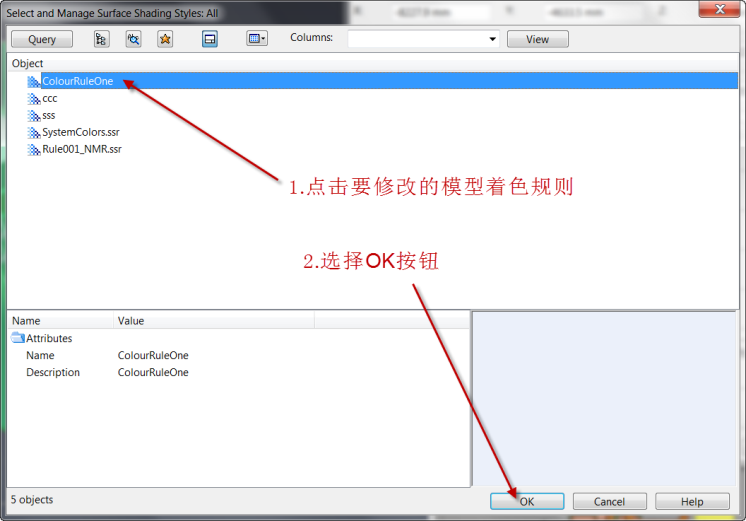 Select and Manage Surface Shading Styles: All
Query
Columns:
View
Object
ColourRuleOne
ccc
sss
SystemColors.ssr
Rule001_NMR.ssr
1.点击要修改的模型着色规则
2.选择OK按钮
Name Value
Attributes
Name ColourRuleOne
Description ColourRuleOne
5 objects
OK Cancel Help